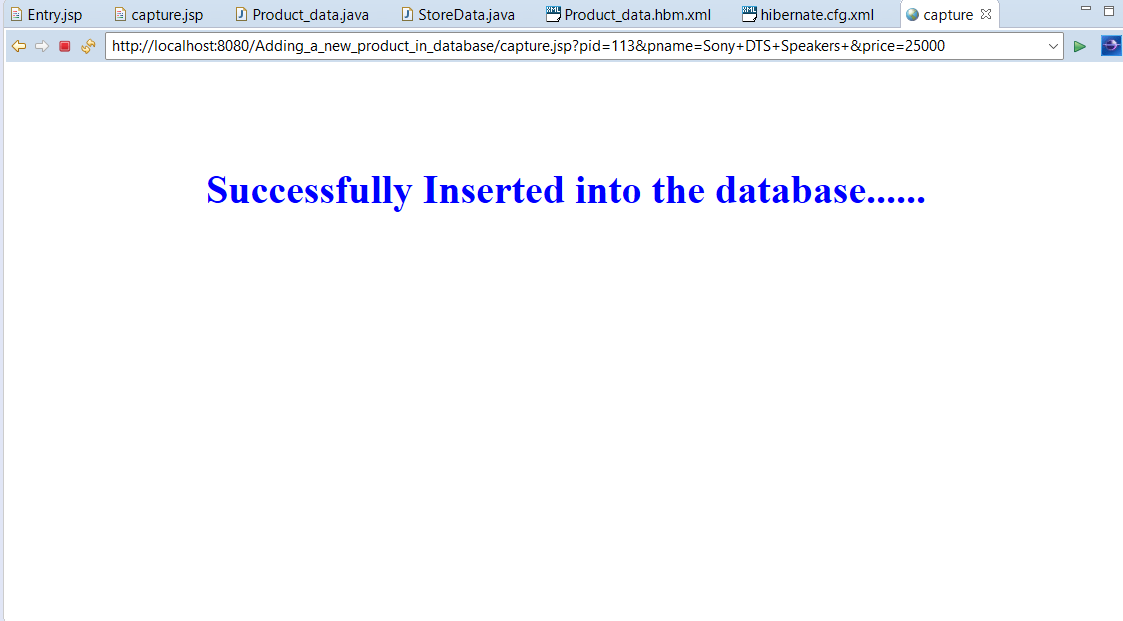 Entry.jsp capture.jsp Product_data.java StoreData.java Product_data.hbm.xml hibernate.cfg.xml capture
http://localhost:8080/Adding_a_new_product_in_database/capture.jsp?pid=113&pname=Sony+DTS+Speakers+&price=25000
Successfully Inserted into the database......